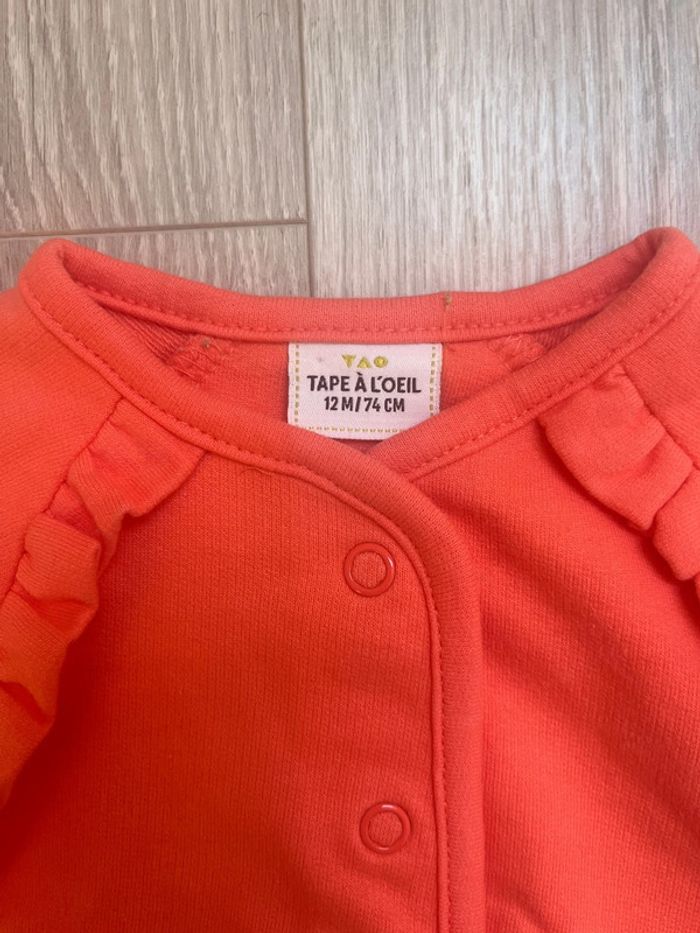 TAO
TAPE À L'OEIL
12 M / 74 CM